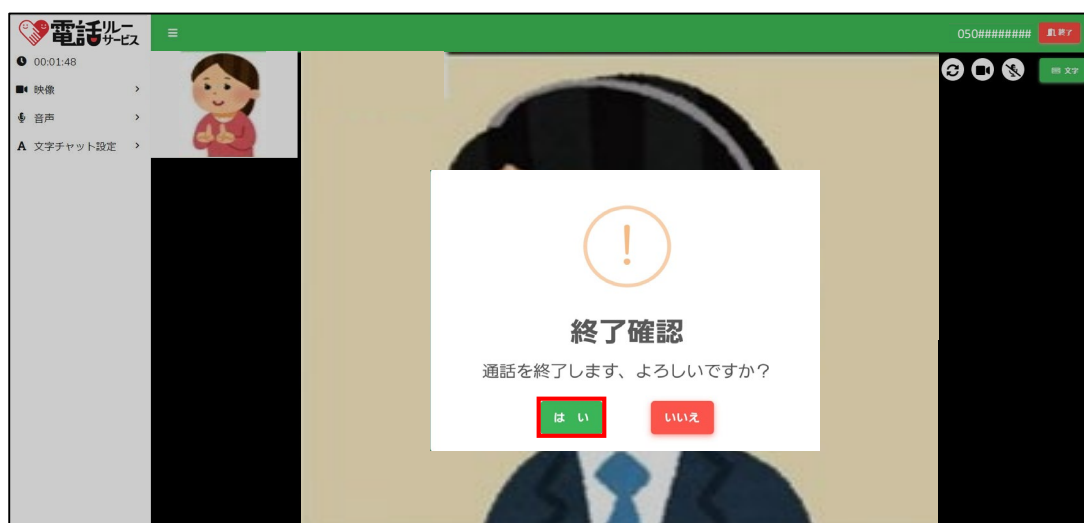 電話リレーサービス
050########
終了
00:01:48
映像
音声
A 文字チャット設定
文字
!
終了確認
通話を終了します、よろしいですか？
はい
いいえ